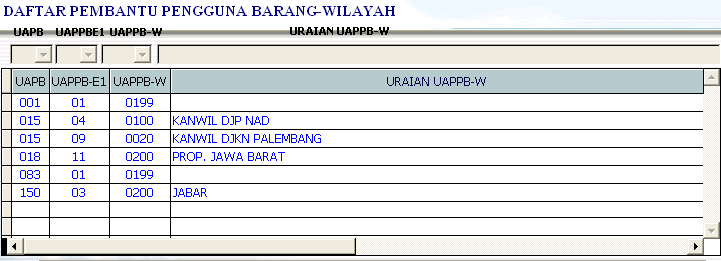 DAFTAR PEMBANTU PENGGUNA BARANG-WILAYAH
UAPB UAPPBE1 UAPPB-W URAIAN UAPPB-W
UAPB UAPPB-E1 UAPPB-W URAIAN UAPPB-W
001 01 0199
015 04 0100 KANWIL DJP NAD
015 09 0020 KANWIL DJKN PALEMBANG
018 11 0200 PROP. JAWA BARAT
083 01 0199
150 03 0200 JABAR